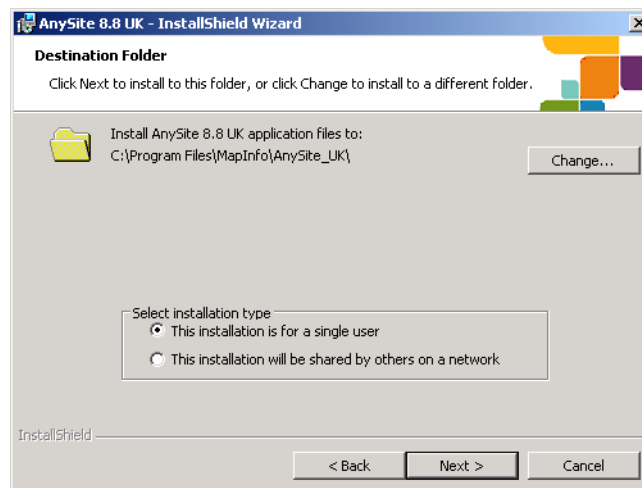 AnySite 8.8 UK - InstallShield Wizard
Destination Folder
Click Next to install to this folder, or click Change to install to a different folder.
Install AnySite 8.8 UK application files to:
C:\Program Files\MapInfo\AnySite_UK\
Change...
Select installation type
This installation is for a single user
This installation will be shared by others on a network
InstallShield
< Back
Next >
Cancel